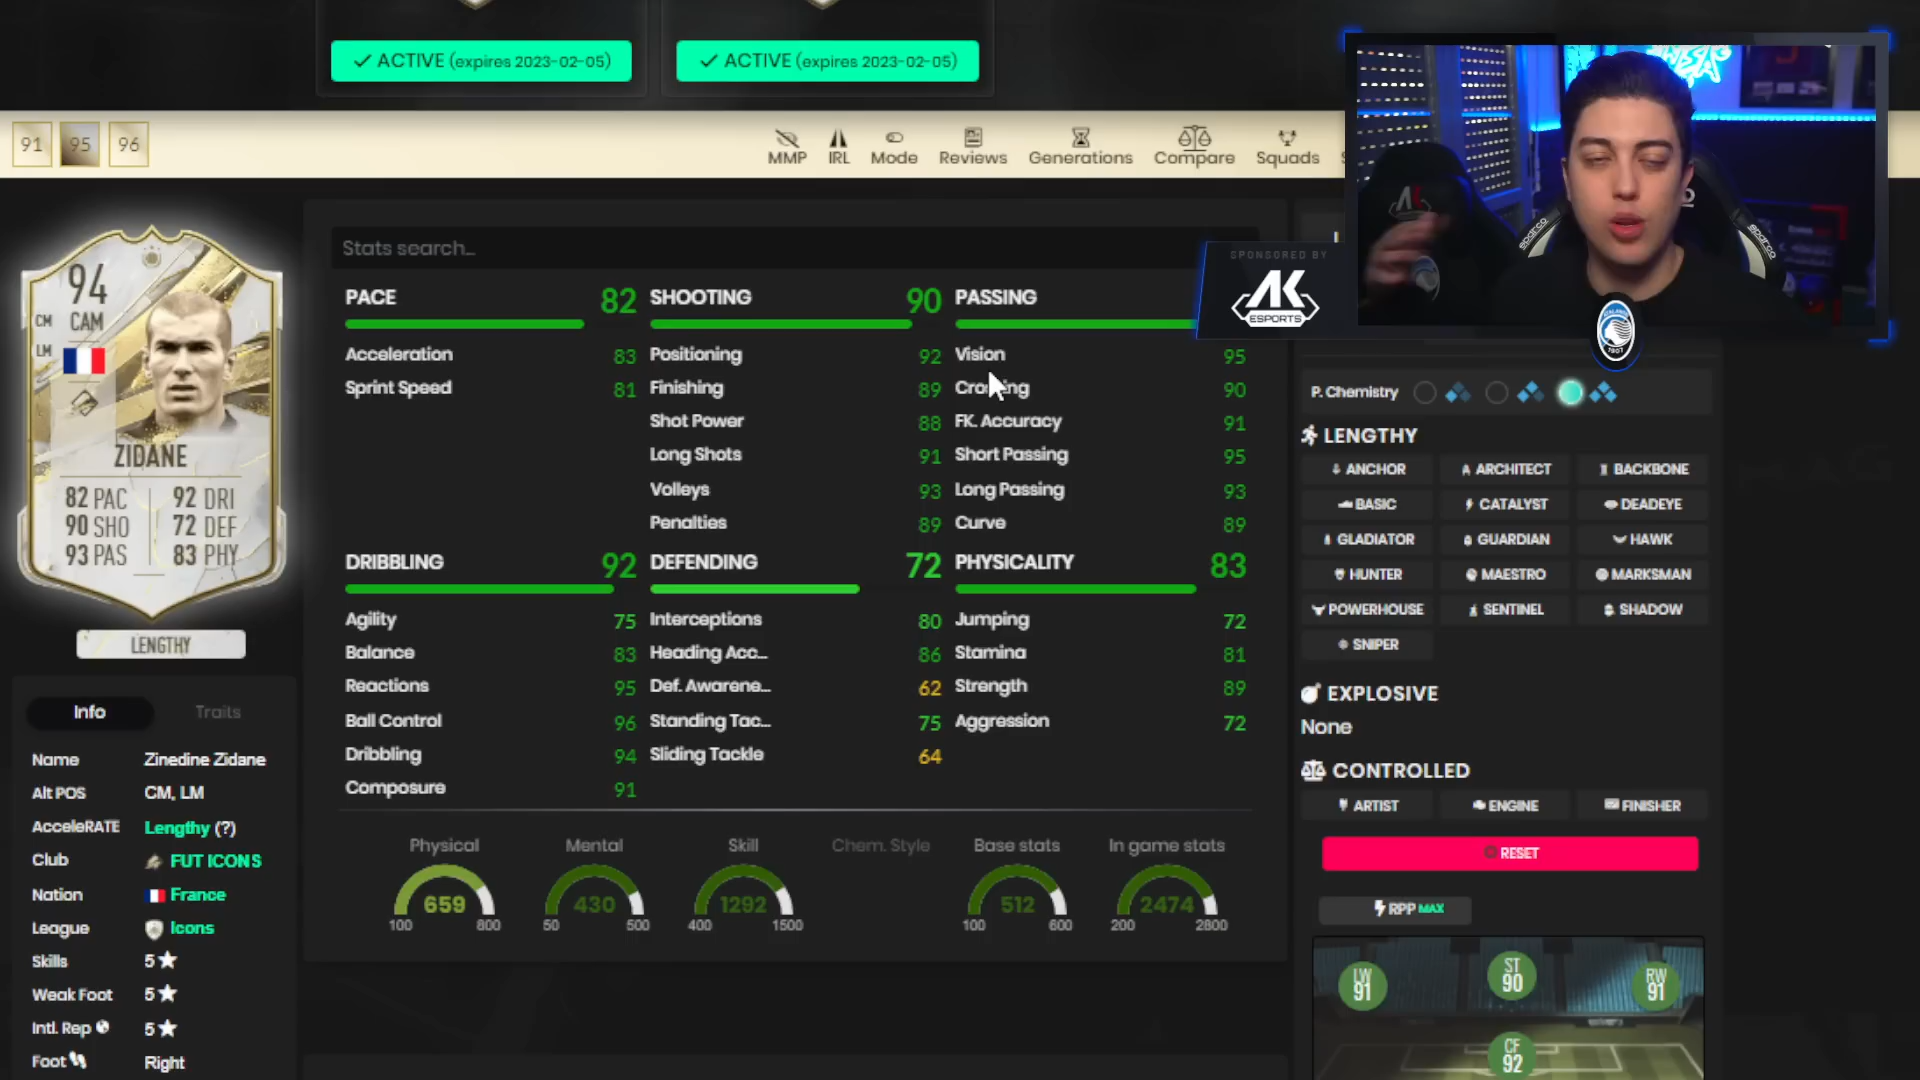 ✓ ACTIVE (expires 2023-02-05)
✓ ACTIVE (expires 2023-02-05)
91
95
96
MMP
IRL
Mode
Reviews
Generations
Compare
Squads
Stats search...
SPONSORED BY
AK
ESPORTS
sparco
sparco
ATALANTA
1907
94
CAM
CM
LM
ZIDANE
82 PAC 92 DRI
90 SHO 72 DEF
93 PAS 83 PHY
LENGTHY
Info
Traits
Name Zinedine Zidane
Alt POS CM, LM
AcceleRATE Lengthy (?)
Club FUT ICONS
Nation France
League Icons
Skills 5★
Weak Foot 5★
Intl. Rep 5★
Foot Right
PACE 82
Acceleration 83
Sprint Speed 81
SHOOTING 90
Positioning 92
Finishing 89
Shot Power 88
Long Shots 91
Volleys 93
Penalties 89
PASSING
Vision 95
Crossing 90
FK. Accuracy 91
Short Passing 95
Long Passing 93
Curve 89
DRIBBLING 92
Agility 75
Balance 83
Reactions 95
Ball Control 96
Dribbling 94
Composure 91
DEFENDING 72
Interceptions 80
Heading Acc... 86
Def. Awarene... 62
Standing Tac... 75
Sliding Tackle 64
PHYSICALITY 83
Jumping 72
Stamina 81
Strength 89
Aggression 72
Physical
659
100 800
Mental
430
50 500
Skill
1292
400 1500
Chem. Style
Base stats
512
100 600
In game stats
2474
200 2800
P. Chemistry
LENGTHY
ANCHOR ARCHITECT BACKBONE
BASIC CATALYST DEADEYE
GLADIATOR GUARDIAN HAWK
HUNTER MAESTRO MARKSMAN
POWERHOUSE SENTINEL SHADOW
SNIPER
EXPLOSIVE
None
CONTROLLED
ARTIST ENGINE FINISHER
RESET
RPP MAX
LW
91
ST
90
RW
91
CF
92